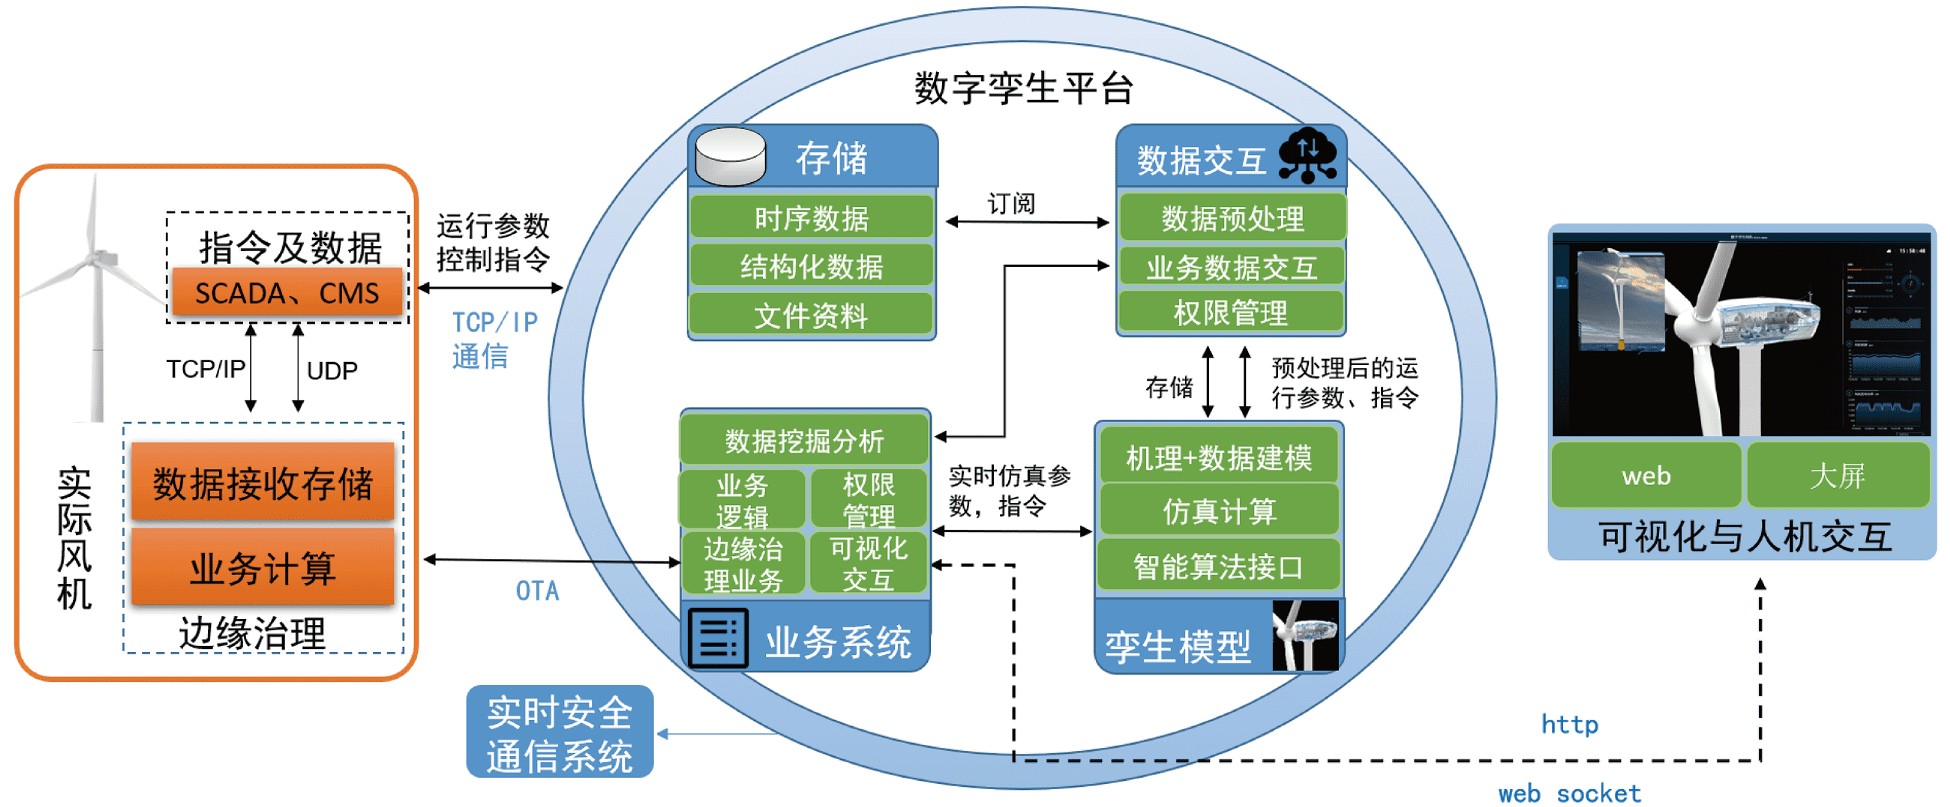 数字孪生平台
存储
时序数据
结构化数据
文件资料
订阅
数据交互
数据预处理
业务数据交互
权限管理
指令及数据
SCADA、CMS
TCP/IP
UDP
实际风机
数据接收存储
业务计算
边缘治理
运行参数
控制指令
TCP/IP
通信
OTA
存储
预处理后的运
行参数、指令
数据挖掘分析
业务
逻辑
权限
管理
边缘治
理业务
可视化
交互
业务系统
实时仿真参
数，指令
机理+数据建模
仿真计算
智能算法接口
孪生模型
实时安全
通信系统
15:58:48
web
大屏
可视化与人机交互
http
web socket